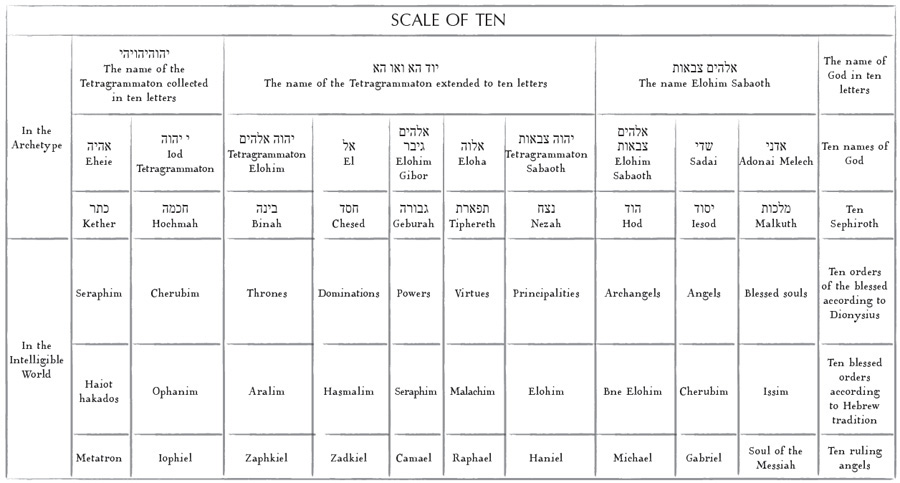 SCALE OF TEN
In the
Archetype
יהוהיהויהי
The name of the
Tetragrammaton collected
in ten letters
יוד הא ואו הא
The name of the Tetragrammaton extended to ten letters
אלהים צבאות
The name Elohim Sabaoth
The name of
God in ten
letters
אהיה
Eheie
י יהוה
Iod
Tetragrammaton
יהוה אלהים
Tetragrammaton
Elohim
אל
El
אלהים
גיבר
Elohim
Gibor
אלוה
Eloha
יהוה צבאות
Tetragrammaton
Sabaoth
אלהים
צבאות
Elohim
Sabaoth
שדי
Sadai
אדני
Adonai Melech
Ten names of
God
כתר
Kether
חכמה
Hochmah
בינה
Binah
חסד
Chesed
גבורה
Geburah
תפארת
Tiphereth
נצח
Nezah
הוד
Hod
יסוד
Iesod
מלכות
Malkuth
Ten
Sephiroth
In the
Intelligible
World
Seraphim
Cherubim
Thrones
Dominations
Powers
Virtues
Principalities
Archangels
Angels
Blessed souls
Ten orders
of the blessed
according to
Dionysius
Haiot
hakados
Ophanim
Aralim
Hasmalim
Seraphim
Malachim
Elohim
Bne Elohim
Cherubim
Issim
Ten blessed
orders
according
to Hebrew
tradition
Metatron
Iophiel
Zaphkiel
Zadkiel
Camael
Raphael
Haniel
Michael
Gabriel
Soul of the
Messiah
Ten ruling
angels